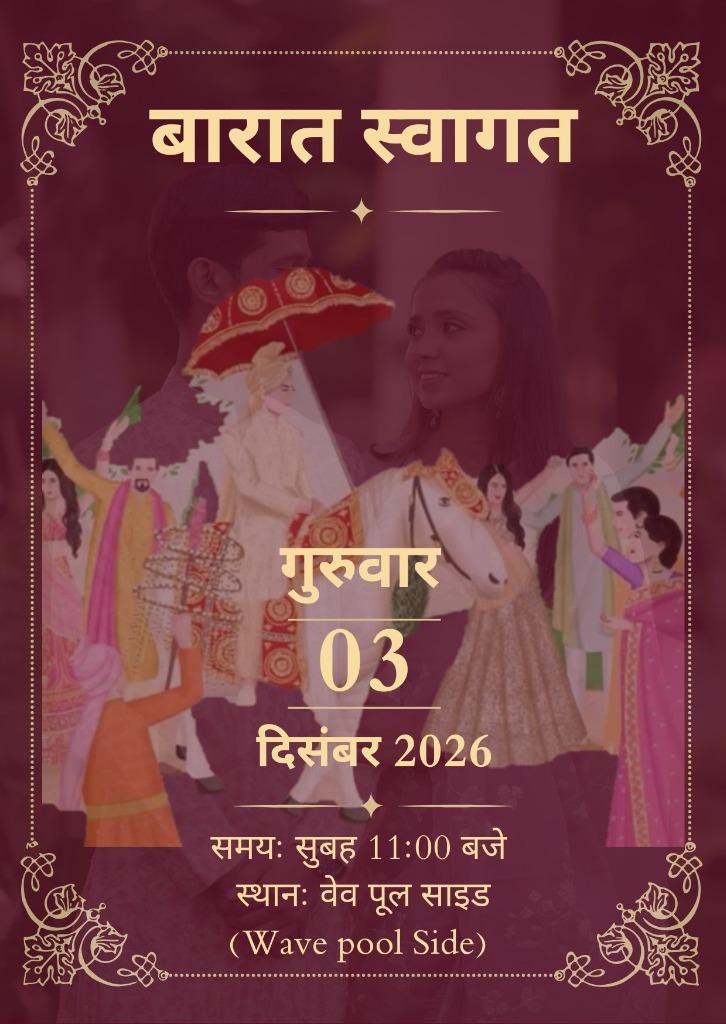 बारात स्वागत
गुरुवार
03
दिसंबर 2026
समय: सुबह 11:00 बजे
स्थान: वेव पूल साइड
(Wave pool Side)